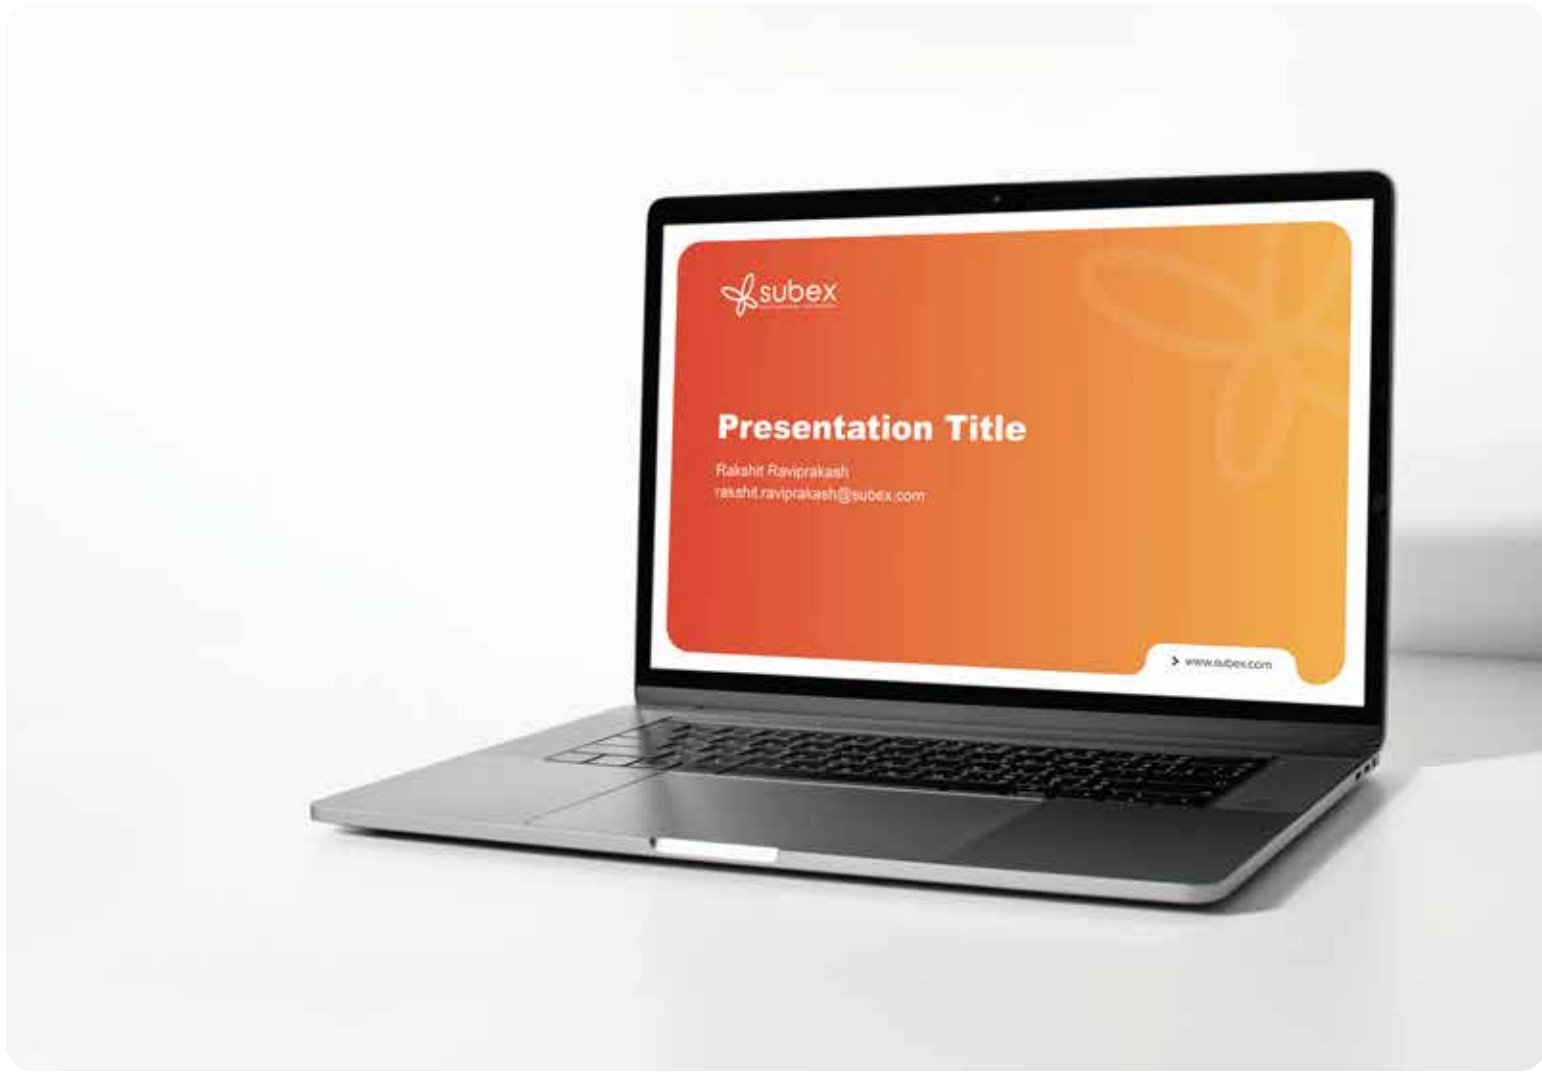 subex
Presentation Title
Rakshit Raviprakash
rakshit.raviprakash@subex.com
www.subex.com